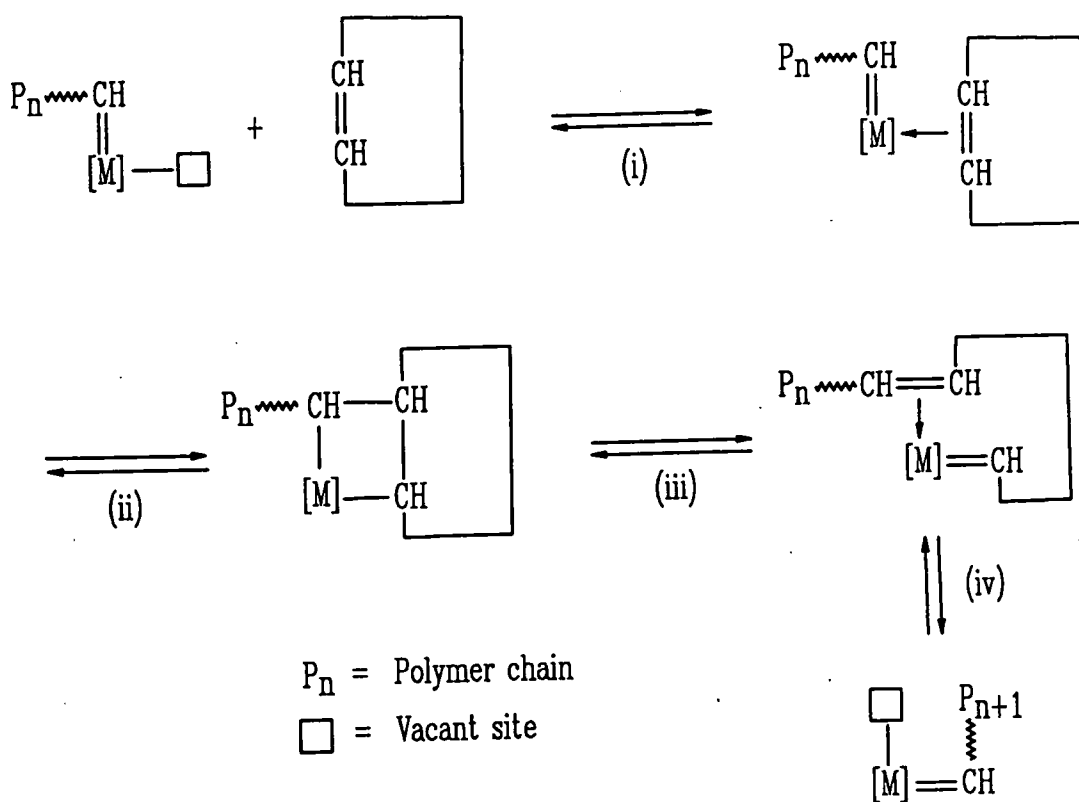 Pn CH
[M]
+
CH
CH
(i)
Pn CH
[M]
CH
CH
(ii)
Pn CH CH
[M] CH
(iii)
Pn CH CH
[M] CH
(iv)
Pn = Polymer chain
= Vacant site
Pn+1
[M] CH